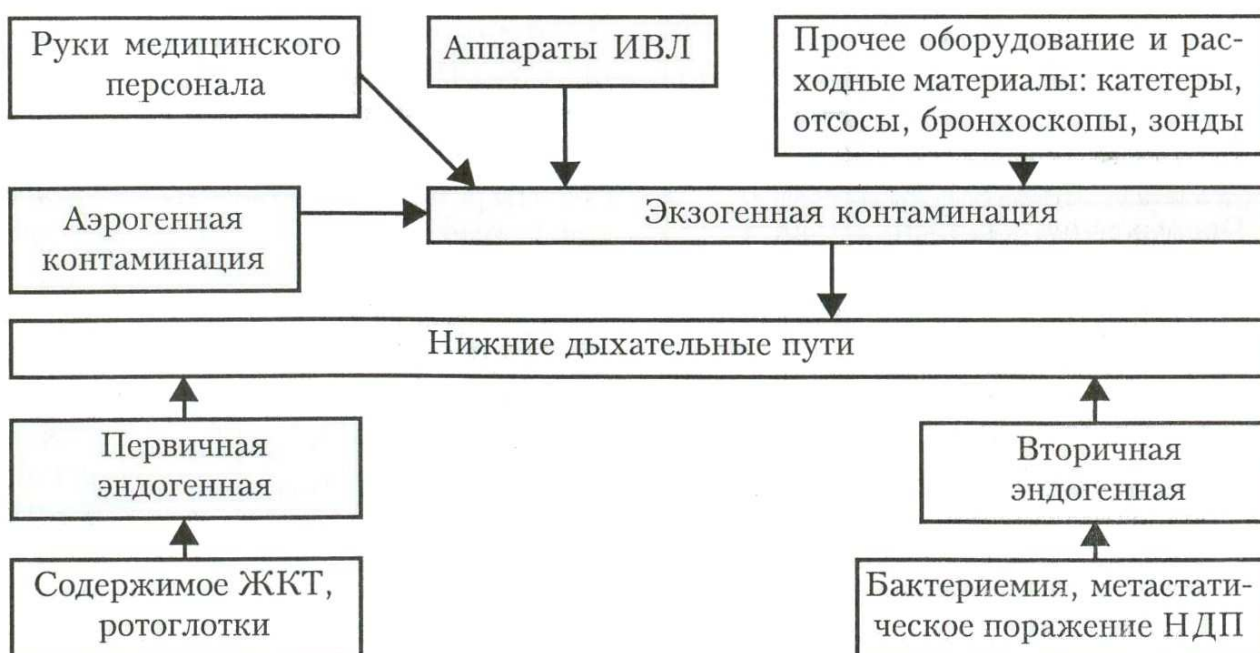 Руки медицинского
персонала
Аппараты ИВЛ
Прочее оборудование и рас-
ходные материалы: катетеры,
отсосы, бронхоскопы, зонды
Аэрогенная
контаминация
Экзогенная контаминация
Нижние дыхательные пути
Первичная
эндогенная
Вторичная
эндогенная
Содержимое ЖКТ,
ротоглотки
Бактериемия, метастати-
ческое поражение НДП